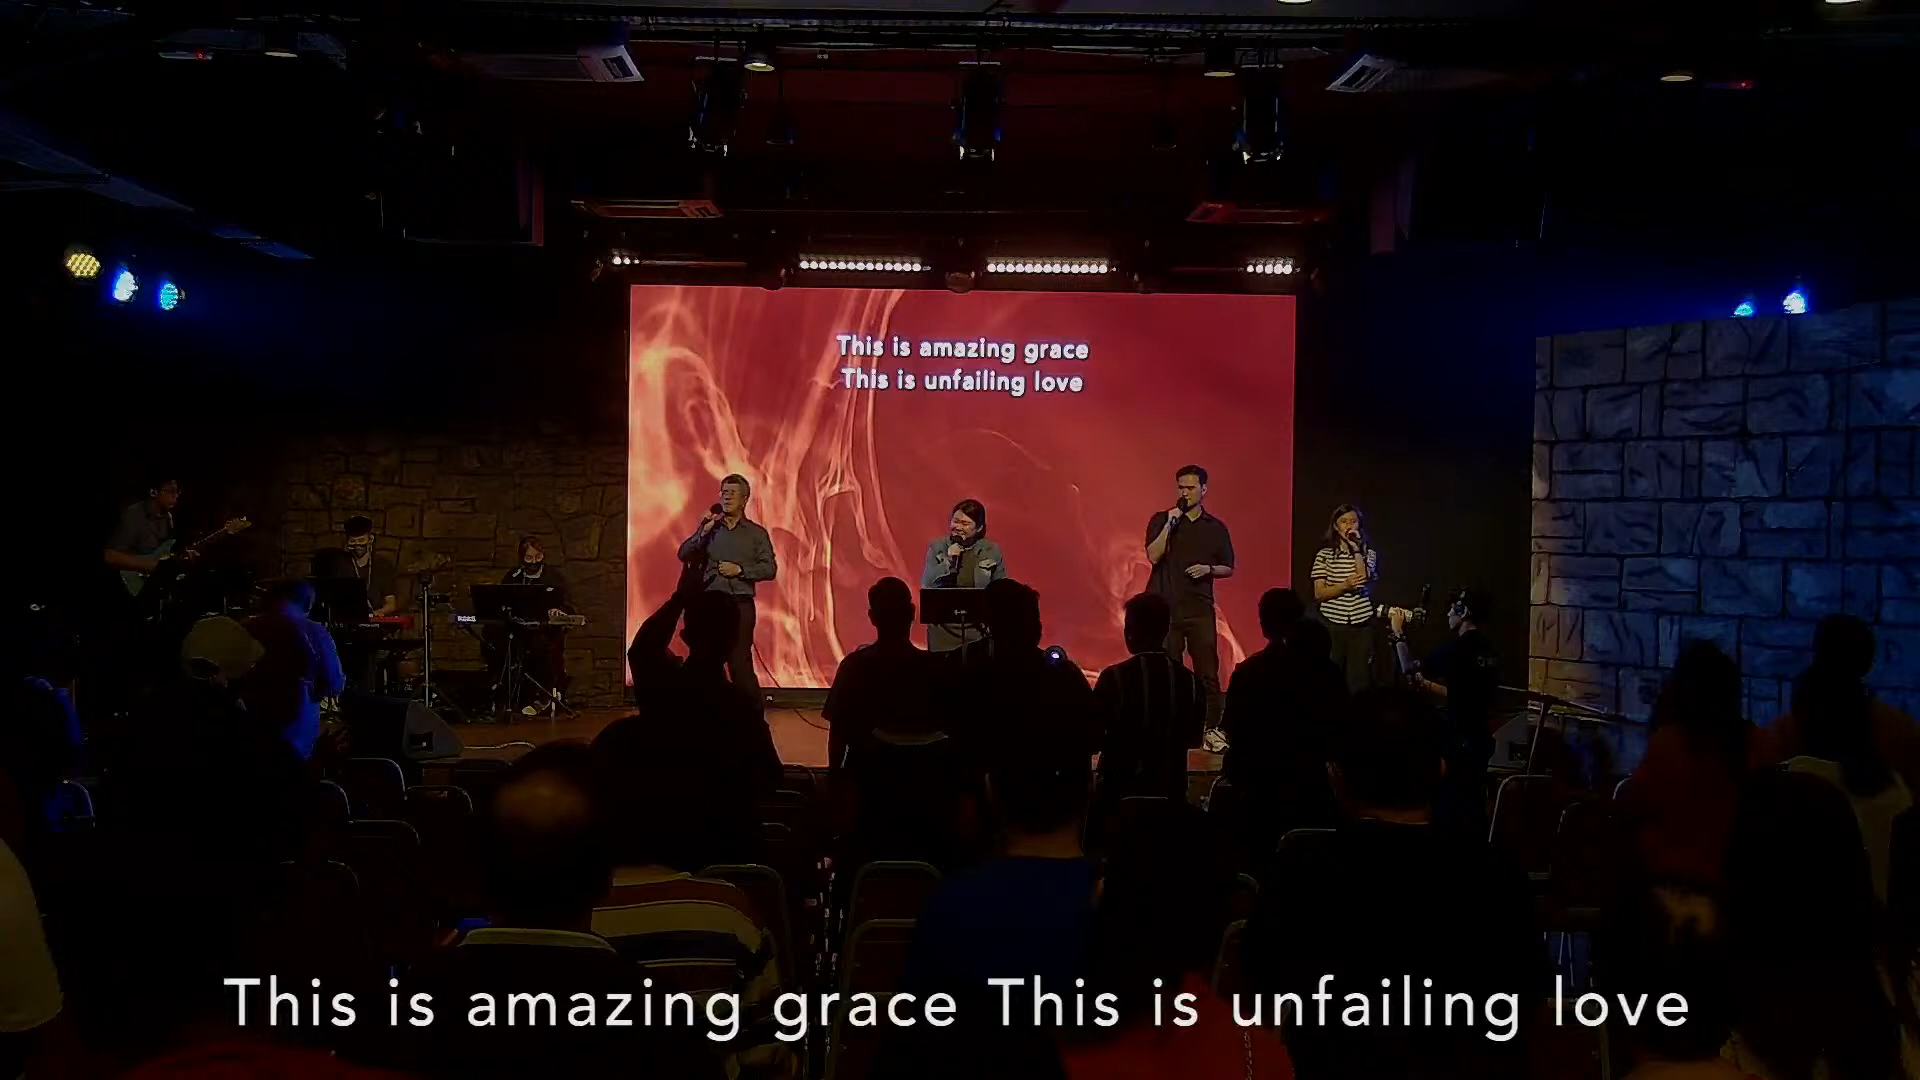 This is amazing grace
This is unfailing love
This is amazing grace This is unfailing love